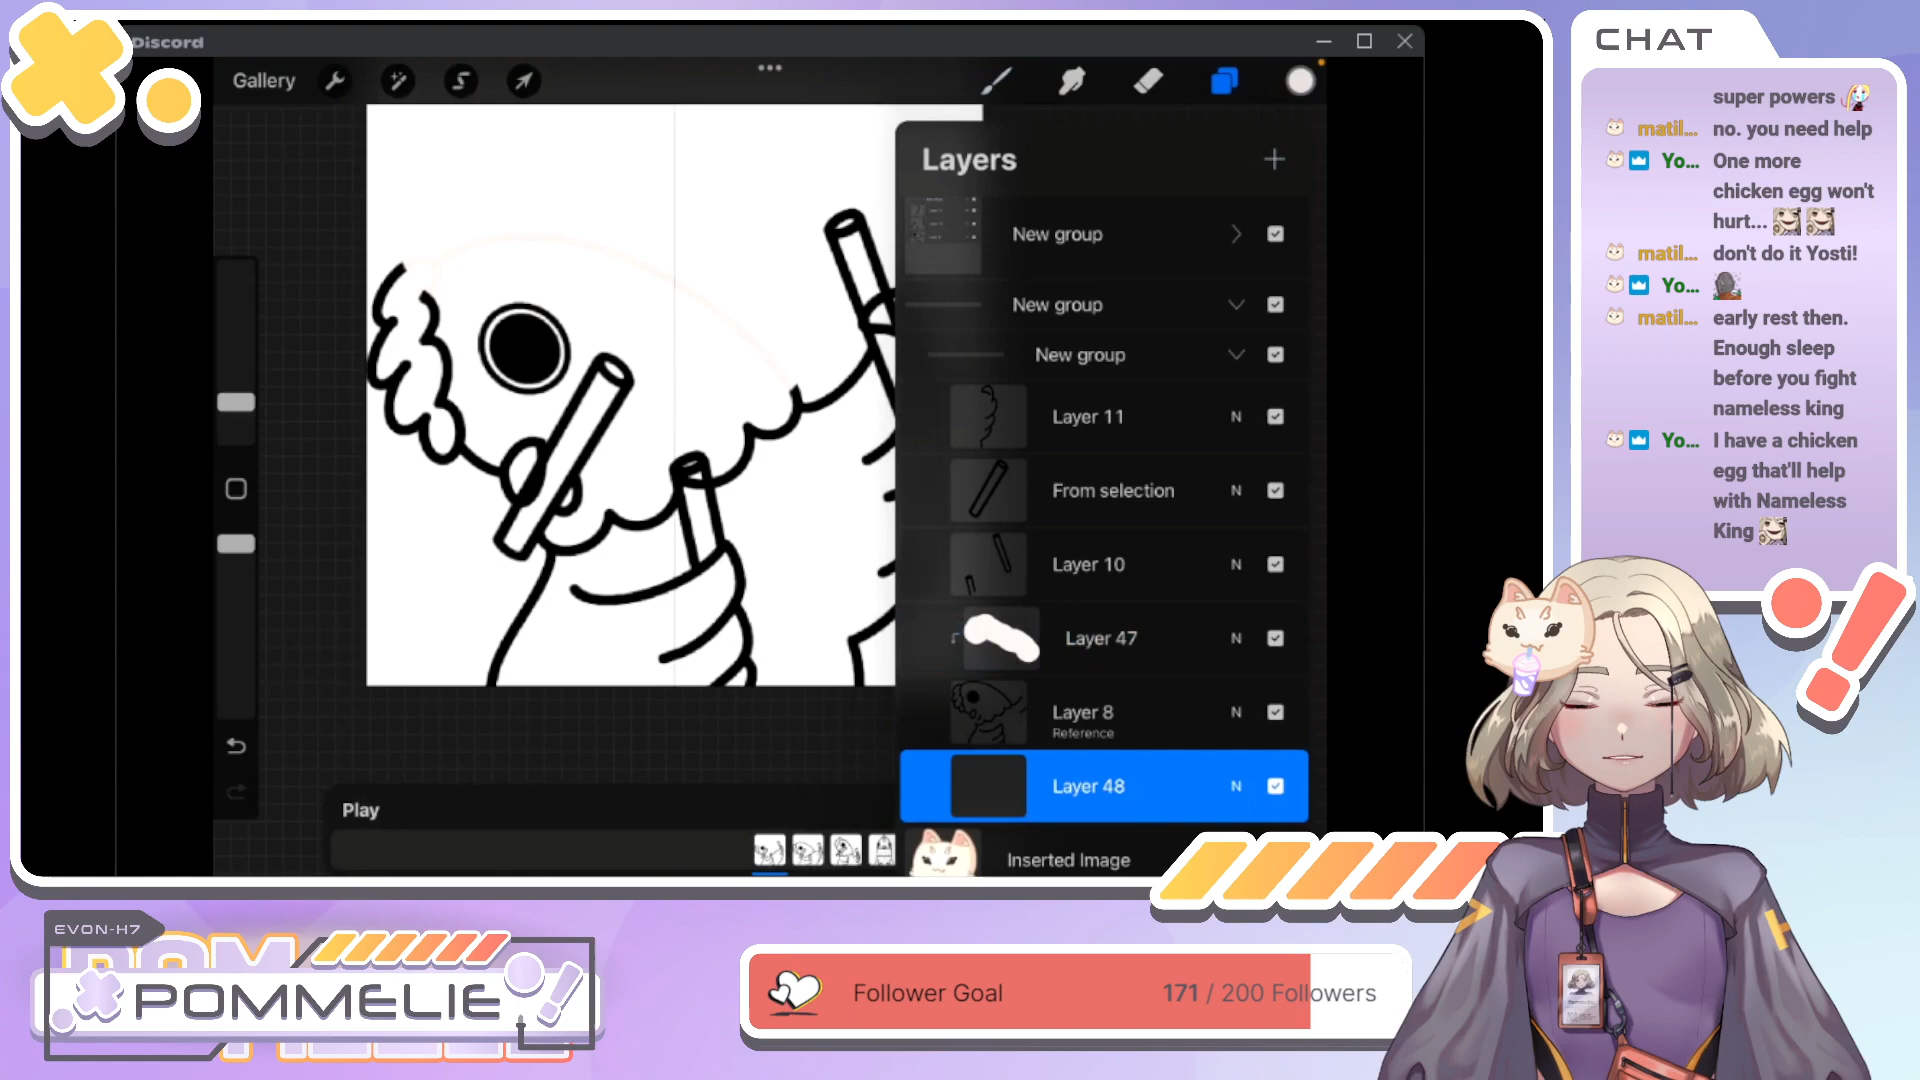 Discord
Gallery
Layers
New group
New group
New group
Layer 11
N
From selection
N
Layer 10
N
Layer 47
N
Layer 8
N
Reference
Layer 48
N
Inserted Image
Play
CHAT
super powers
matil... no. you need help
Yo... One more
chicken egg won't
hurt...
matil... don't do it Yosti!
Yo...
matil... early rest then.
Enough sleep
before you fight
nameless king
Yo... I have a chicken
egg that'll help
with Nameless
King
EVON-H7
POMMELIE
Follower Goal
171 / 200 Followers